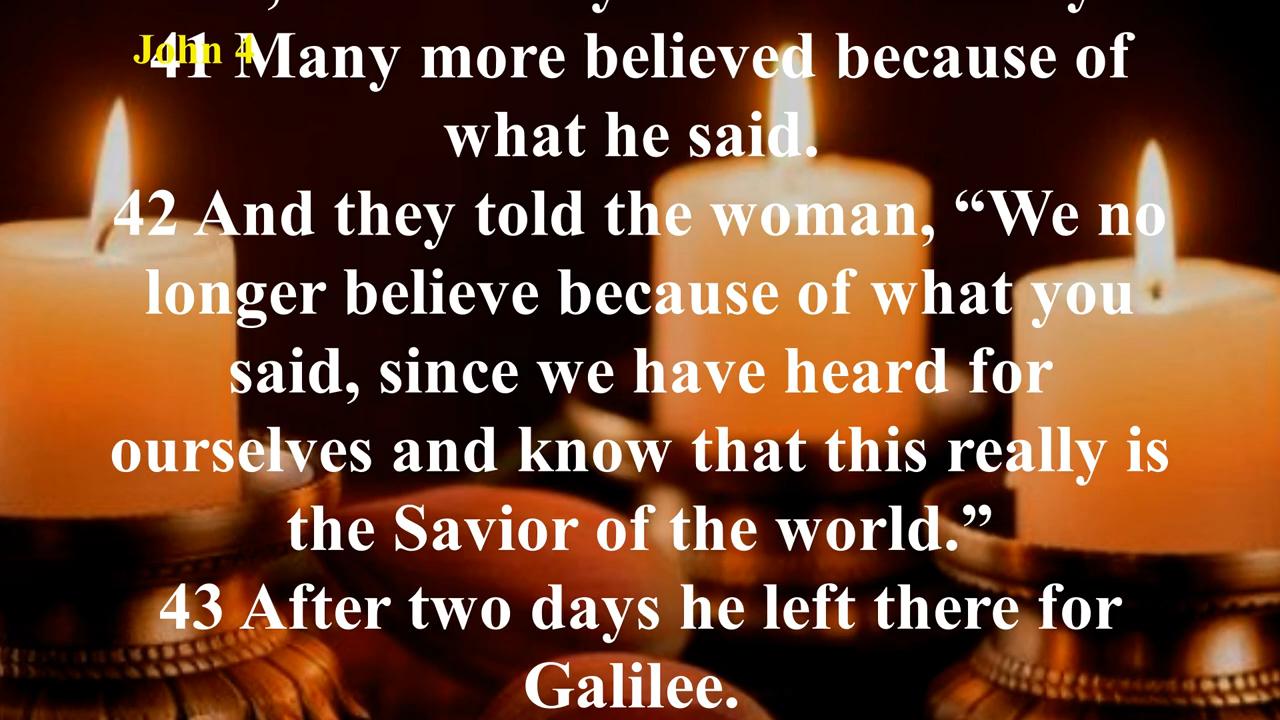 John 4
41 Many more believed because of
what he said.
42 And they told the woman, “We no
longer believe because of what you
said, since we have heard for
ourselves and know that this really is
the Savior of the world.”
43 After two days he left there for
Galilee.